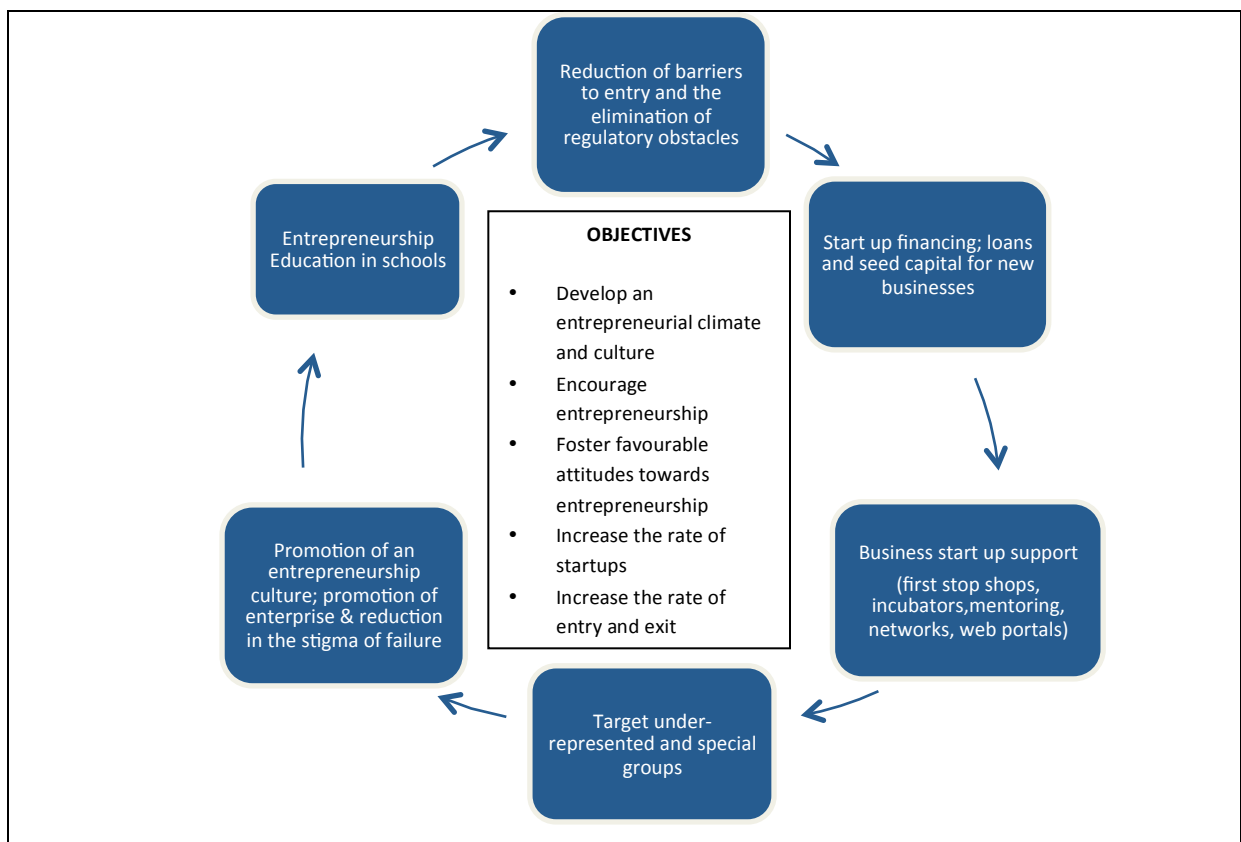 Reduction of barriers
to entry and the
elimination of
regulatory obstacles
Start up financing; loans
and seed capital for new
businesses
Business start up support
(first stop shops,
incubators,mentoring,
networks, web portals)
Target under-
represented and special
groups
Promotion of an
entrepreneurship
culture; promotion of
enterprise & reduction
in the stigma of failure
Entrepreneurship
Education in schools
OBJECTIVES
• Develop an
entrepreneurial climate
and culture
• Encourage
entrepreneurship
• Foster favourable
attitudes towards
entrepreneurship
• Increase the rate of
startups
• Increase the rate of
entry and exit